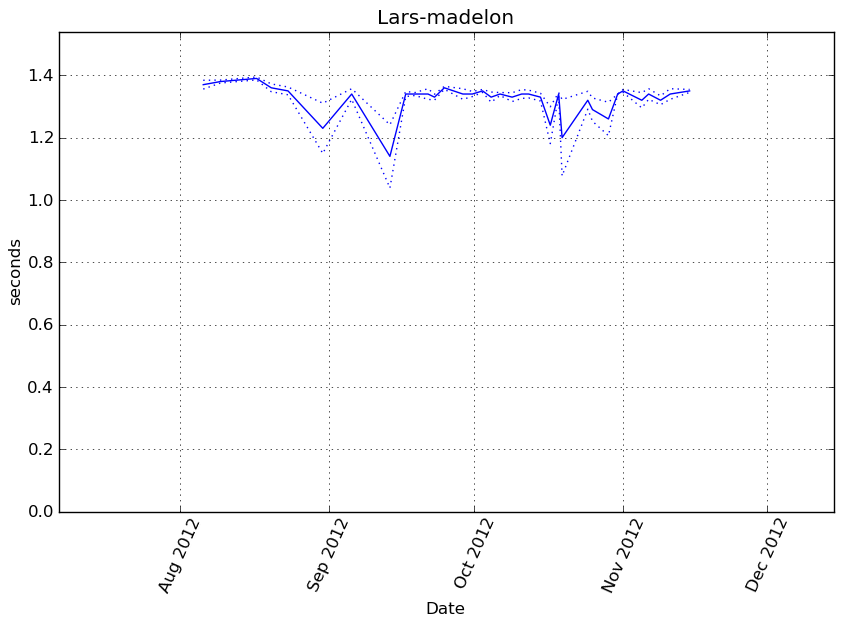 Lars-madelon
1.4
1.2
1.0
0.8
0.6
0.4
0.2
0.0
seconds
Aug 2012
Sep 2012
Oct 2012
Nov 2012
Dec 2012
Date